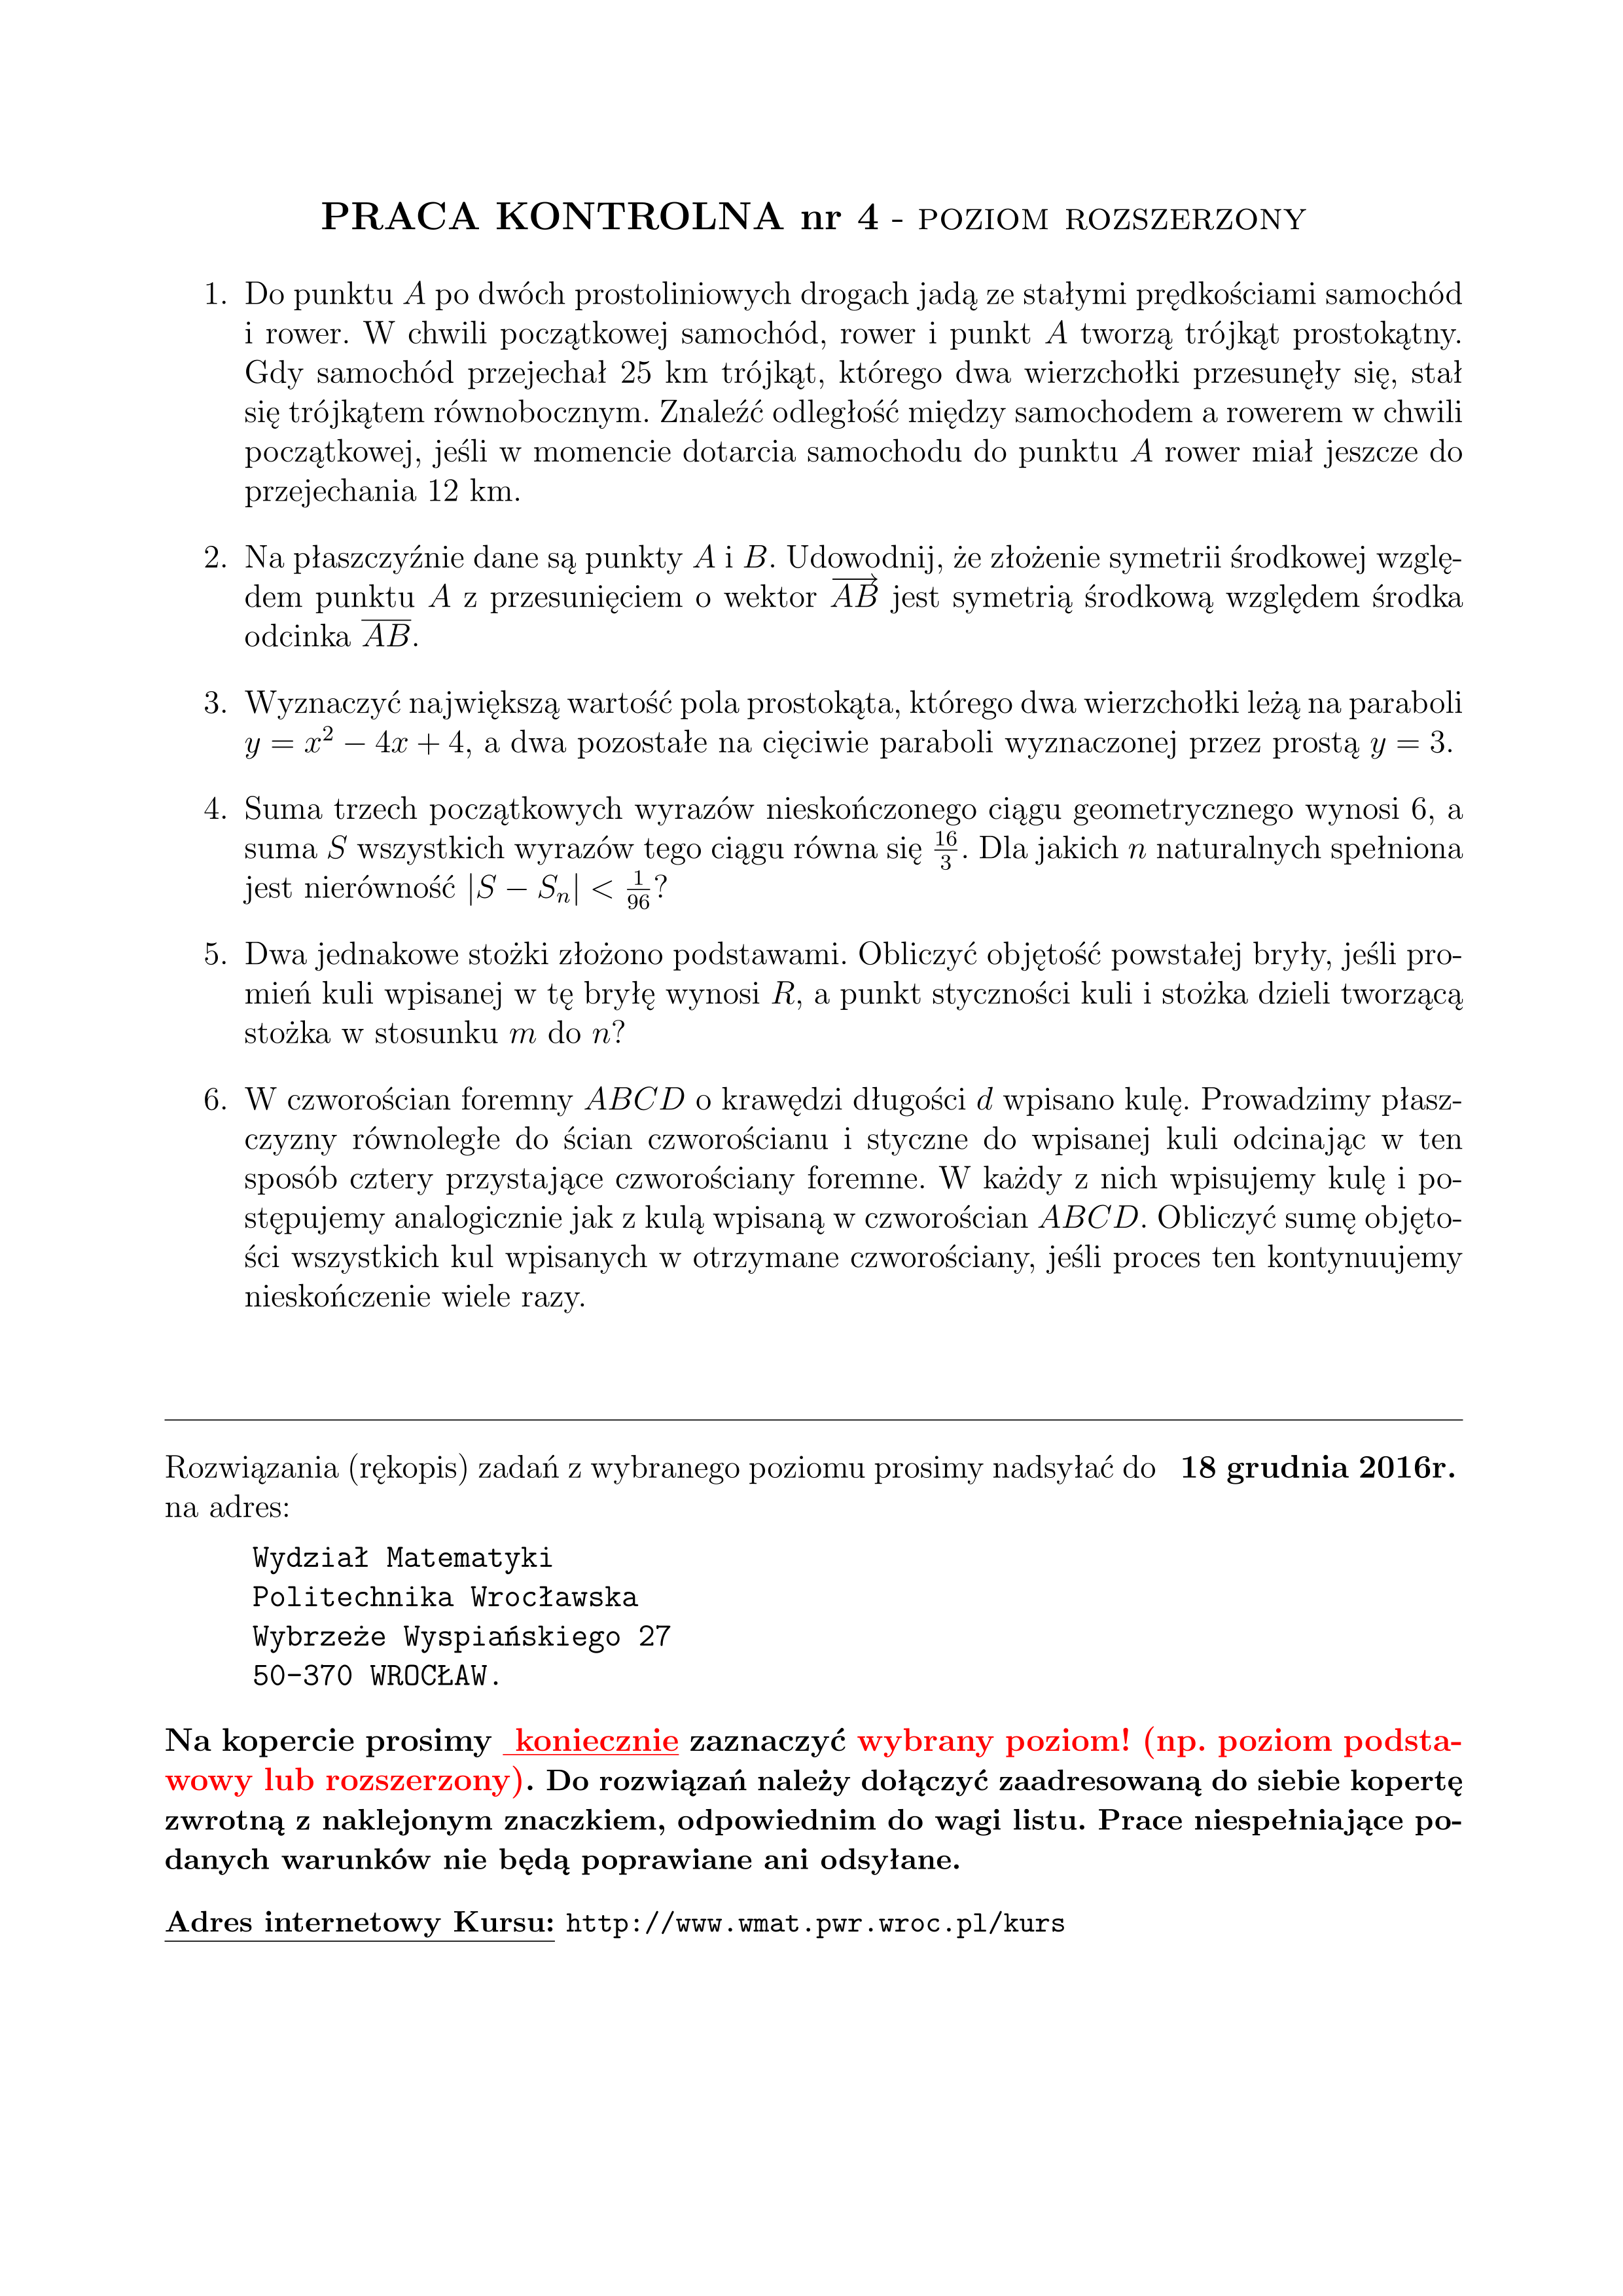 PRACA KONTROLNA nr 4 - POZIOM ROZSZERZONY
1. Do punktu A po dwóch prostoliniowych drogach jadą ze stałymi prędkościami samochód
i rower. W chwili początkowej samochód, rower i punkt A tworzą trójkąt prostokątny.
Gdy samochód przejechał 25 km trójkąt, którego dwa wierzchołki przesunęły się, stał
się trójkątem równobocznym. Znaleźć odległość między samochodem a rowerem w chwili
początkowej, jeśli w momencie dotarcia samochodu do punktu A rower miał jeszcze do
przejechania 12 km.
2. Na płaszczyźnie dane są punkty A i B. Udowodnij, że złożenie symetrii środkowej wzglę-
dem punktu A z przesunięciem o wektor $\overrightarrow{AB}$ jest symetrią środkową względem środka
odcinka $\overline{AB}$.
3. Wyznaczyć największą wartość pola prostokąta, którego dwa wierzchołki leżą na paraboli
$y = x^2 - 4x + 4$, a dwa pozostałe na cięciwie paraboli wyznaczonej przez prostą $y = 3$.
4. Suma trzech początkowych wyrazów nieskończonego ciągu geometrycznego wynosi 6, a
suma S wszystkich wyrazów tego ciągu równa się $\frac{16}{3}$. Dla jakich n naturalnych spełniona
jest nierówność $|S - S_n| < \frac{1}{96}$?
5. Dwa jednakowe stożki złożono podstawami. Obliczyć objętość powstałej bryły, jeśli pro-
mień kuli wpisanej w tę bryłę wynosi R, a punkt styczności kuli i stożka dzieli tworzącą
stożka w stosunku m do n?
6. W czworościan foremny ABCD o krawędzi długości d wpisano kulę. Prowadzimy płasz-
czyzny równoległe do ścian czworościanu i styczne do wpisanej kuli odcinając w ten
sposób cztery przystające czworościany foremne. W każdy z nich wpisujemy kulę i po-
stępujemy analogicznie jak z kulą wpisaną w czworościan ABCD. Obliczyć sumę objęto-
ści wszystkich kul wpisanych w otrzymane czworościany, jeśli proces ten kontynuujemy
nieskończenie wiele razy.
Rozwiązania (rękopis) zadań z wybranego poziomu prosimy nadsyłać do 18 grudnia 2016r.
na adres:
Wydział Matematyki
Politechnika Wrocławska
Wybrzeże Wyspiańskiego 27
50-370 WROCŁAW.
Na kopercie prosimy koniecznie zaznaczyć wybrany poziom! (np. poziom podsta-
wowy lub rozszerzony). Do rozwiązań należy dołączyć zaadresowaną do siebie kopertę
zwrotną z naklejonym znaczkiem, odpowiednim do wagi listu. Prace niespełniające po-
danych warunków nie będą poprawiane ani odsyłane.
Adres internetowy Kursu: http://www.wmat.pwr.wroc.pl/kurs